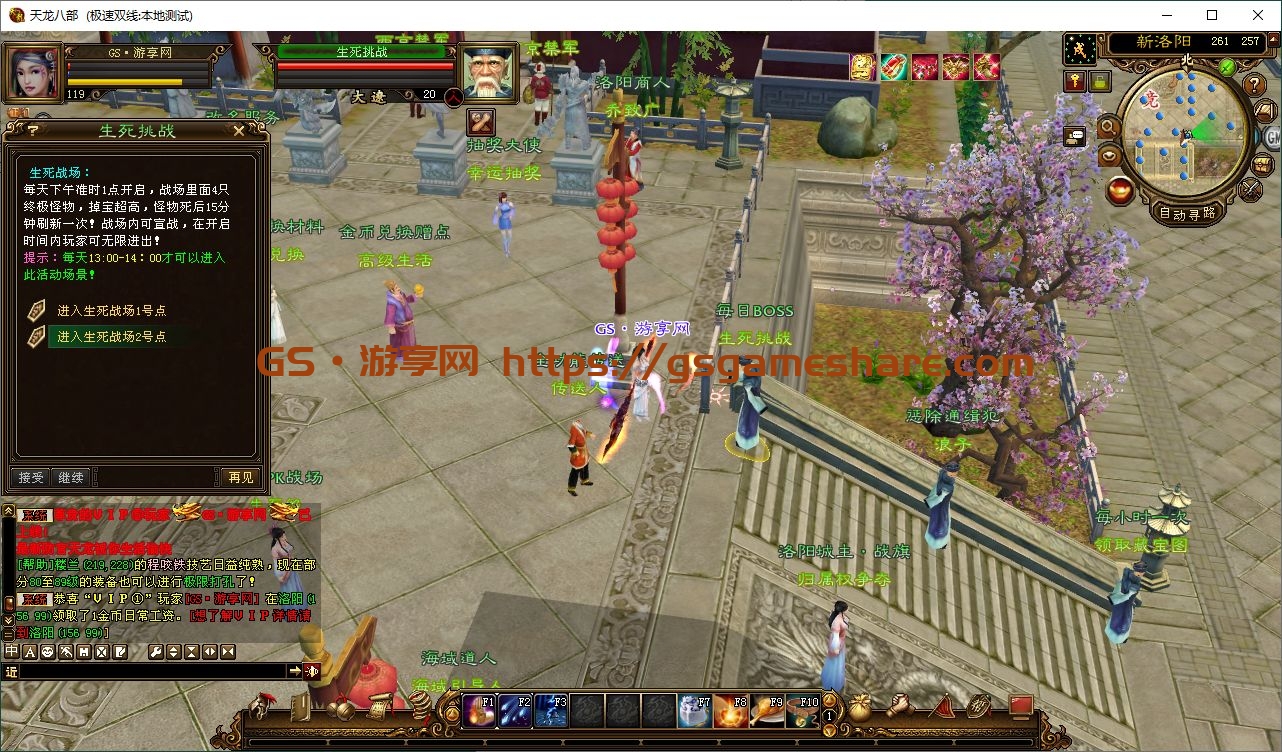 天龙八部 (极速双线:本地测试)
GS·游享网
119
生死挑战
大辽
20
京禁军
新洛阳 261 257
北
自动寻路
洛阳商人
乔致广
抽奖大使
幸运抽奖
金币兑换赠点
高级生活
换材料
兑换
生死挑战
生死战场：
每天下午准时1点开启，战场里面4只
终极怪物，掉宝超高，怪物死后15分
钟刷新一次！战场内可宣战，在开启
时间内玩家可无限进出！
提示：每天13:00-14：00才可以进入
此活动场景！
进入生死战场1号点
进入生死战场2号点
接受
继续
再见
GS·游享网
每日BOSS
生死挑战
GS·游享网 https://gsgameshare.com
传送人
惩除通缉犯
浪子
每小时一次
领取藏宝图
PK战场
洛阳城主·战旗
归属权争夺
[帮助]楼兰(219,228)的程咬铁技艺日益纯熟，现在部
分80至89级的装备也可以进行极限打孔了！
系统 恭喜“ＶＩＰ①”玩家[GS·游享网]在洛阳(1
56 99)领取了1金币日常工资。[想了解ＶＩＰ详情请
到洛阳(156 99)]
近
海域道人
海域引导人
F1
F2
F3
F7
F8
F9
F10
1